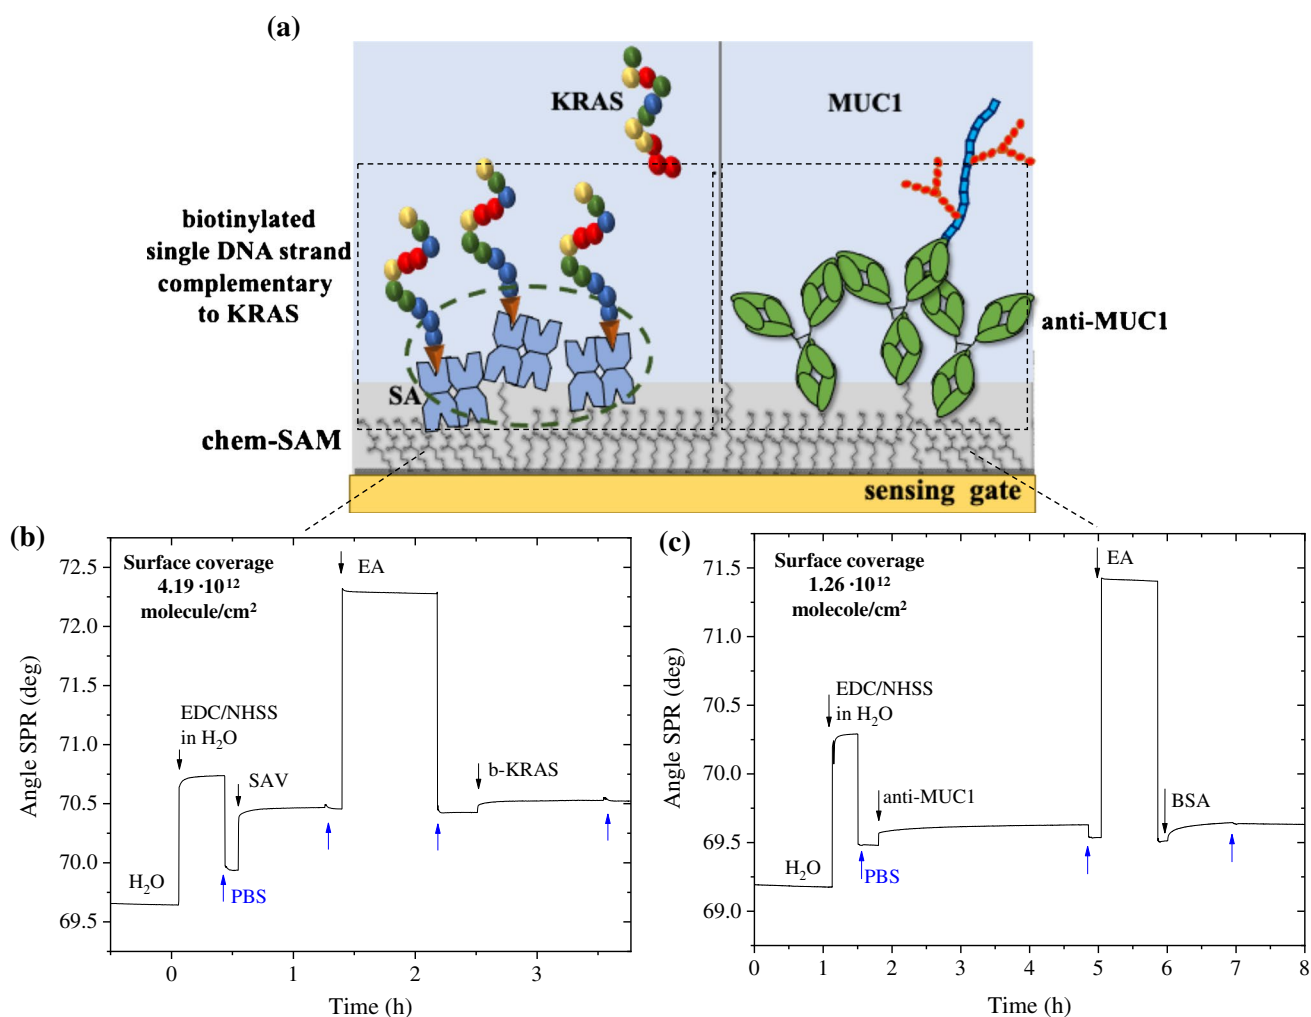 (a)
KRAS
MUC1
biotinylated
single DNA strand
complementary
to KRAS
anti-MUC1
SA
chem-SAM
sensing gate
(b)
Surface coverage
4.19 ·10¹²
molecule/cm²
EA
EDC/NHSS
in H₂O
SAV
b-KRAS
H₂O
PBS
72.5
72.0
71.5
71.0
70.5
70.0
69.5
Angle SPR (deg)
0
1
2
3
Time (h)
(c)
Surface coverage
1.26 ·10¹²
molecole/cm²
EA
EDC/NHSS
in H₂O
anti-MUC1
BSA
H₂O
PBS
71.5
71.0
70.5
70.0
69.5
69.0
Angle SPR (deg)
0
1
2
3
4
5
6
7
8
Time (h)